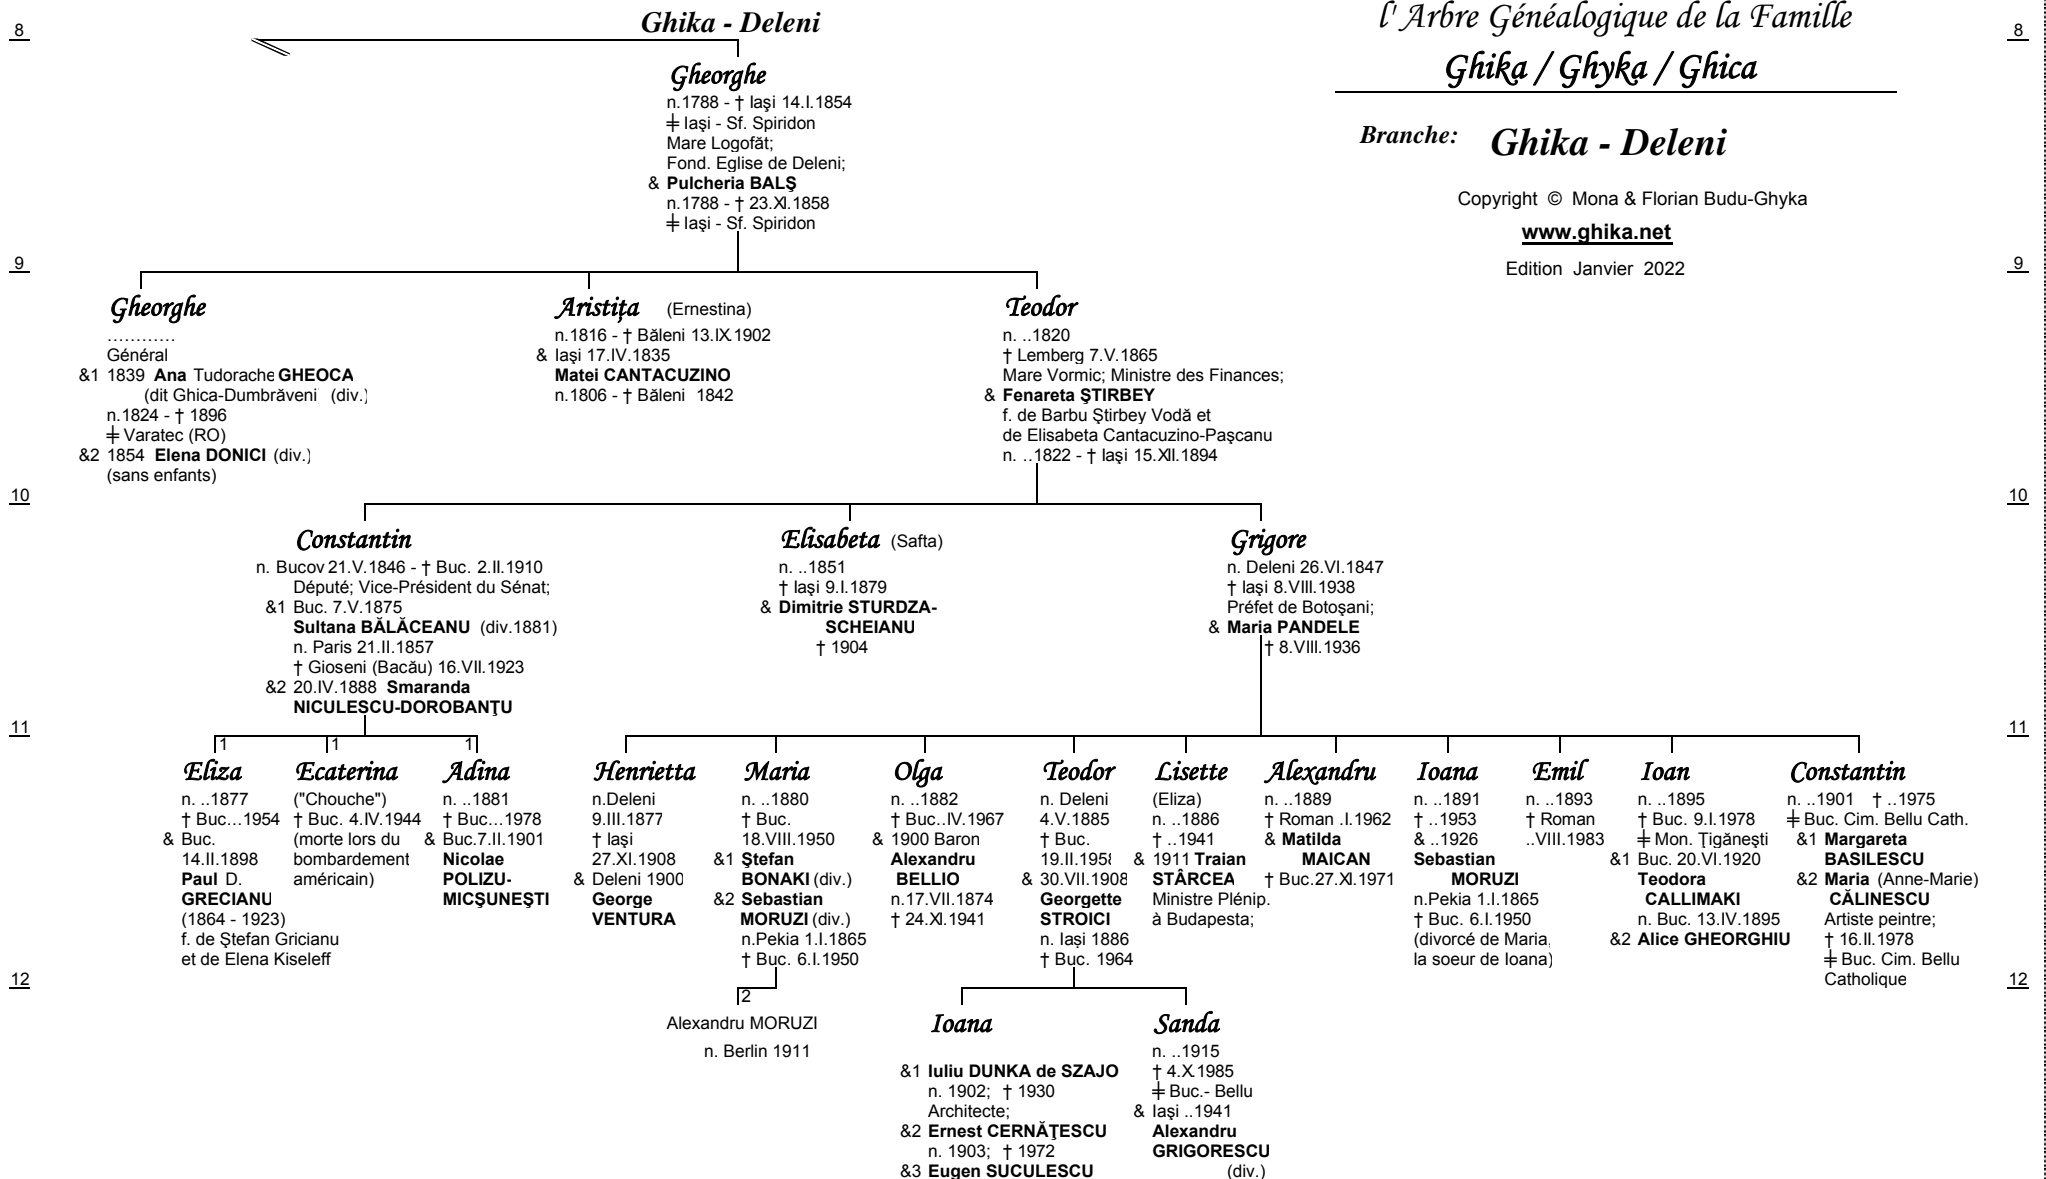 8
Ghika - Deleni
l' Arbre Généalogique de la Famille
Ghika / Ghyka / Ghica
8
Branche: Ghika - Deleni
Copyright © Mona & Florian Budu-Ghyka
www.ghika.net
Edition Janvier 2022
Gheorghe
n.1788 - † Iaşi 14.I.1854
ǂ Iaşi - Sf. Spiridon
Mare Logofăt;
Fond. Eglise de Deleni;
& Pulcheria BALŞ
n.1788 - † 23.XI.1858
ǂ Iaşi - Sf. Spiridon
9
9
Gheorghe
............
Général
&1 1839 Ana Tudorache GHEOCA
(dit Ghica-Dumbrăveni) (div.)
n.1824 - † 1896
ǂ Varatec (RO)
&2 1854 Elena DONICI (div.)
(sans enfants)
Aristiţa (Ernestina)
n.1816 - † Băleni 13.IX.1902
& Iaşi 17.IV.1835
Matei CANTACUZINO
n.1806 - † Băleni 1842
Teodor
n. ..1820
† Lemberg 7.V.1865
Mare Vormic; Ministre des Finances;
& Fenareta ŞTIRBEY
f. de Barbu Ştirbey Vodă et
de Elisabeta Cantacuzino-Paşcanu
n. ..1822 - † Iaşi 15.XII.1894
10
10
Constantin
n. Bucov 21.V.1846 - † Buc. 2.II.1910
Député; Vice-Président du Sénat;
&1 Buc. 7.V.1875
Sultana BĂLĂCEANU (div.1881)
n. Paris 21.II.1857
† Gioseni (Bacău) 16.VII.1923
&2 20.IV.1888 Smaranda
NICULESCU-DOROBANŢU
Elisabeta (Safta)
n. ..1851
† Iaşi 9.I.1879
& Dimitrie STURDZA-
SCHEIANU
† 1904
Grigore
n. Deleni 26.VI.1847
† Iaşi 8.VIII.1938
Préfet de Botoşani;
& Maria PANDELE
† 8.VIII.1936
11
11
1
1
1
Eliza
n. ..1877
† Buc...1954
& Buc.
14.II.1898
Paul D.
GRECIANU
(1864 - 1923)
f. de Ştefan Gricianu
et de Elena Kiseleff
Ecaterina
("Chouche")
† Buc. 4.IV.1944
(morte lors du
bombardement
américain)
Adina
n. ..1881
† Buc...1978
& Buc.7.II.1901
Nicolae
POLIZU-
MICŞUNEŞTI
Henrietta
n.Deleni
9.III.1877
† Iaşi
27.XI.1908
& Deleni 1900
George
VENTURA
Maria
n. ..1880
† Buc.
18.VIII.1950
&1 Ştefan
BONAKI (div.)
&2 Sebastian
MORUZI (div.)
n.Pekia 1.I.1865
† Buc. 6.I.1950
Olga
n. ..1882
† Buc..IV.1967
& 1900 Baron
Alexandru
BELLIO
n.17.VII.1874
† 24.XI.1941
Teodor
n. Deleni
4.V.1885
† Buc.
19.II.1958
& 30.VII.1908
Georgette
STROICI
n. Iaşi 1886
† Buc. 1964
Lisette
(Eliza)
n. ..1886
† ..1941
& 1911 Traian
STÂRCEA
Ministre Plénip.
à Budapesta;
Alexandru
n. ..1889
† Roman .I.1962
& Matilda
MAICAN
† Buc.27.XI.1971
Ioana
n. ..1891
† ..1953
& ..1926
Sebastian
MORUZI
n.Pekia 1.I.1865
† Buc. 6.I.1950
(divorcé de Maria,
la soeur de Ioana)
Emil
n. ..1893
† Roman
..VIII.1983
Ioan
n. ..1895
† Buc. 9.I.1978
ǂ Mon. Ţigăneşti
&1 Buc. 20.VI.1920
Teodora
CALLIMAKI
n. Buc. 13.IV.1895
&2 Alice GHEORGHIU
Constantin
n. ..1901 † ..1975
ǂ Buc. Cim. Bellu Cath.
&1 Margareta
BASILESCU
&2 Maria (Anne-Marie)
CĂLINESCU
Artiste peintre;
† 16.II.1978
ǂ Buc. Cim. Bellu
Catholique
12
12
2
Alexandru MORUZI
n. Berlin 1911
Ioana
&1 Iuliu DUNKA de SZAJO
n. 1902; † 1930
Architecte;
&2 Ernest CERNĂŢESCU
n. 1903; † 1972
&3 Eugen SUCULESCU
Sanda
n. ..1915
† 4.X.1985
ǂ Buc.- Bellu
& Iaşi ..1941
Alexandru
GRIGORESCU
(div.)